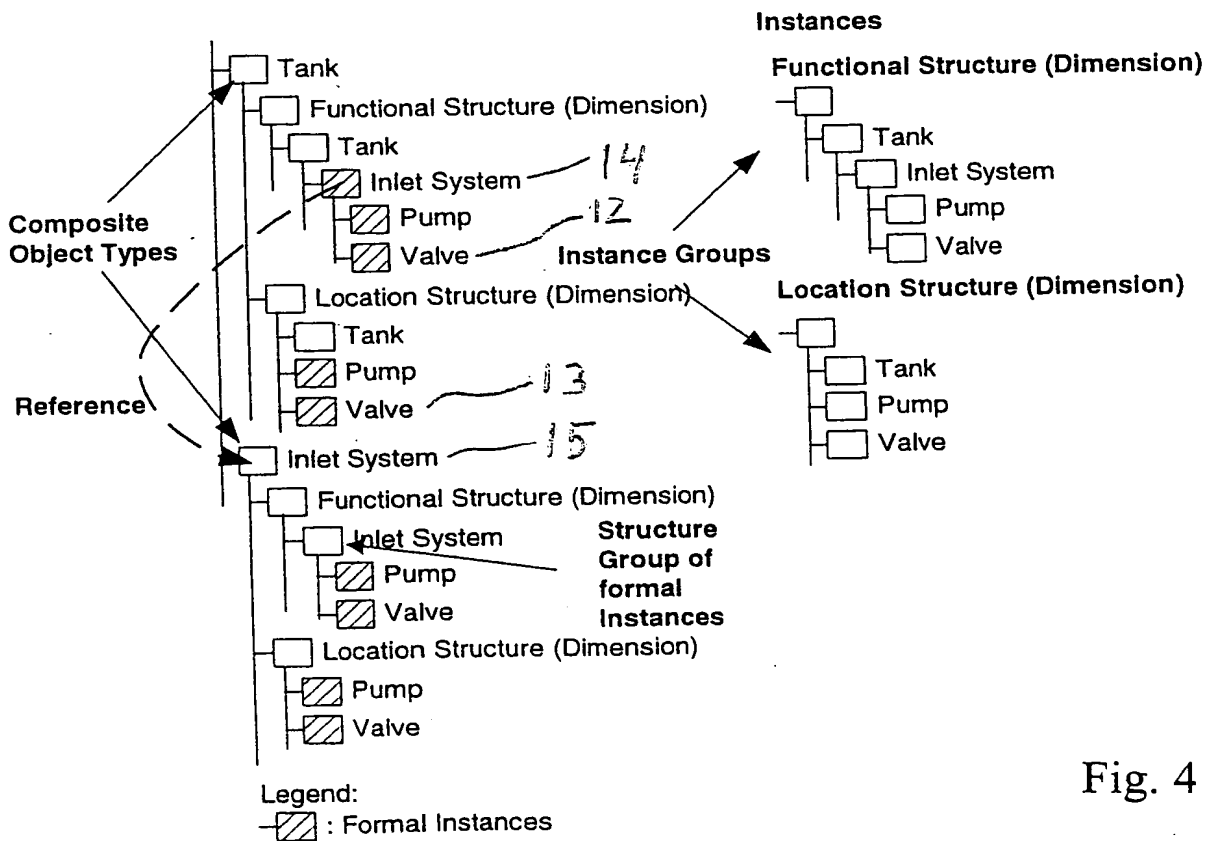 Instances
Functional Structure (Dimension)
Tank
Functional Structure (Dimension)
Tank
Inlet System
14
Pump
Valve
12
Composite
Object Types
Instance Groups
Location Structure (Dimension)
Tank
Pump
Valve
13
Reference
Inlet System
15
Functional Structure (Dimension)
Inlet System
Pump
Valve
Structure
Group of
formal
Instances
Location Structure (Dimension)
Pump
Valve
Tank
Inlet System
Pump
Valve
Location Structure (Dimension)
Tank
Pump
Valve
Legend:
: Formal Instances
Fig. 4